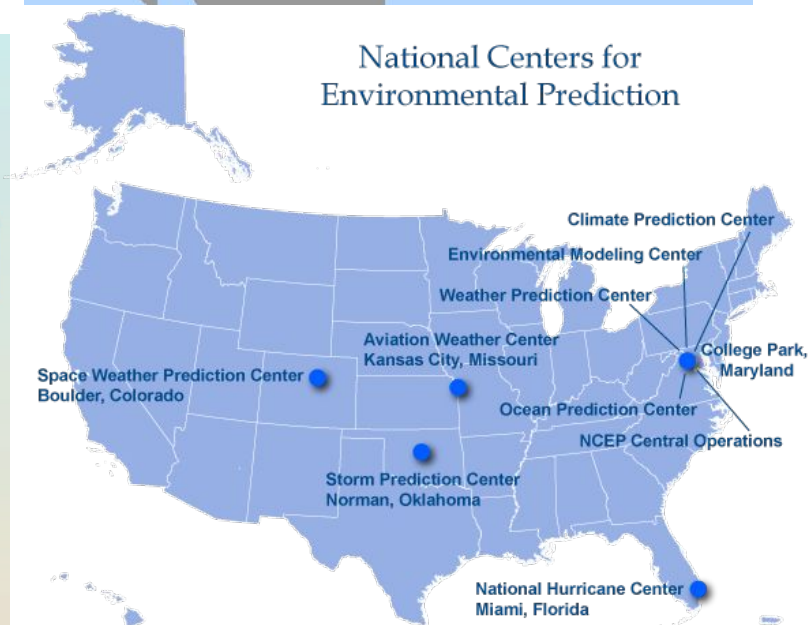 National Centers for
Environmental Prediction
Climate Prediction Center
Environmental Modeling Center
Weather Prediction Center
Aviation Weather Center
Kansas City, Missouri
College Park,
Maryland
Space Weather Prediction Center
Boulder, Colorado
Ocean Prediction Center
NCEP Central Operations
Storm Prediction Center
Norman, Oklahoma
National Hurricane Center
Miami, Florida